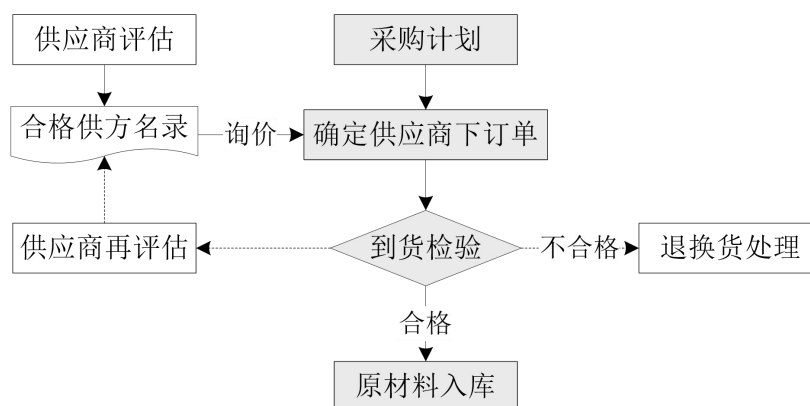 供应商评估
采购计划
合格供方名录
询价
确定供应商下订单
供应商再评估
到货检验
不合格
退换货处理
合格
原材料入库